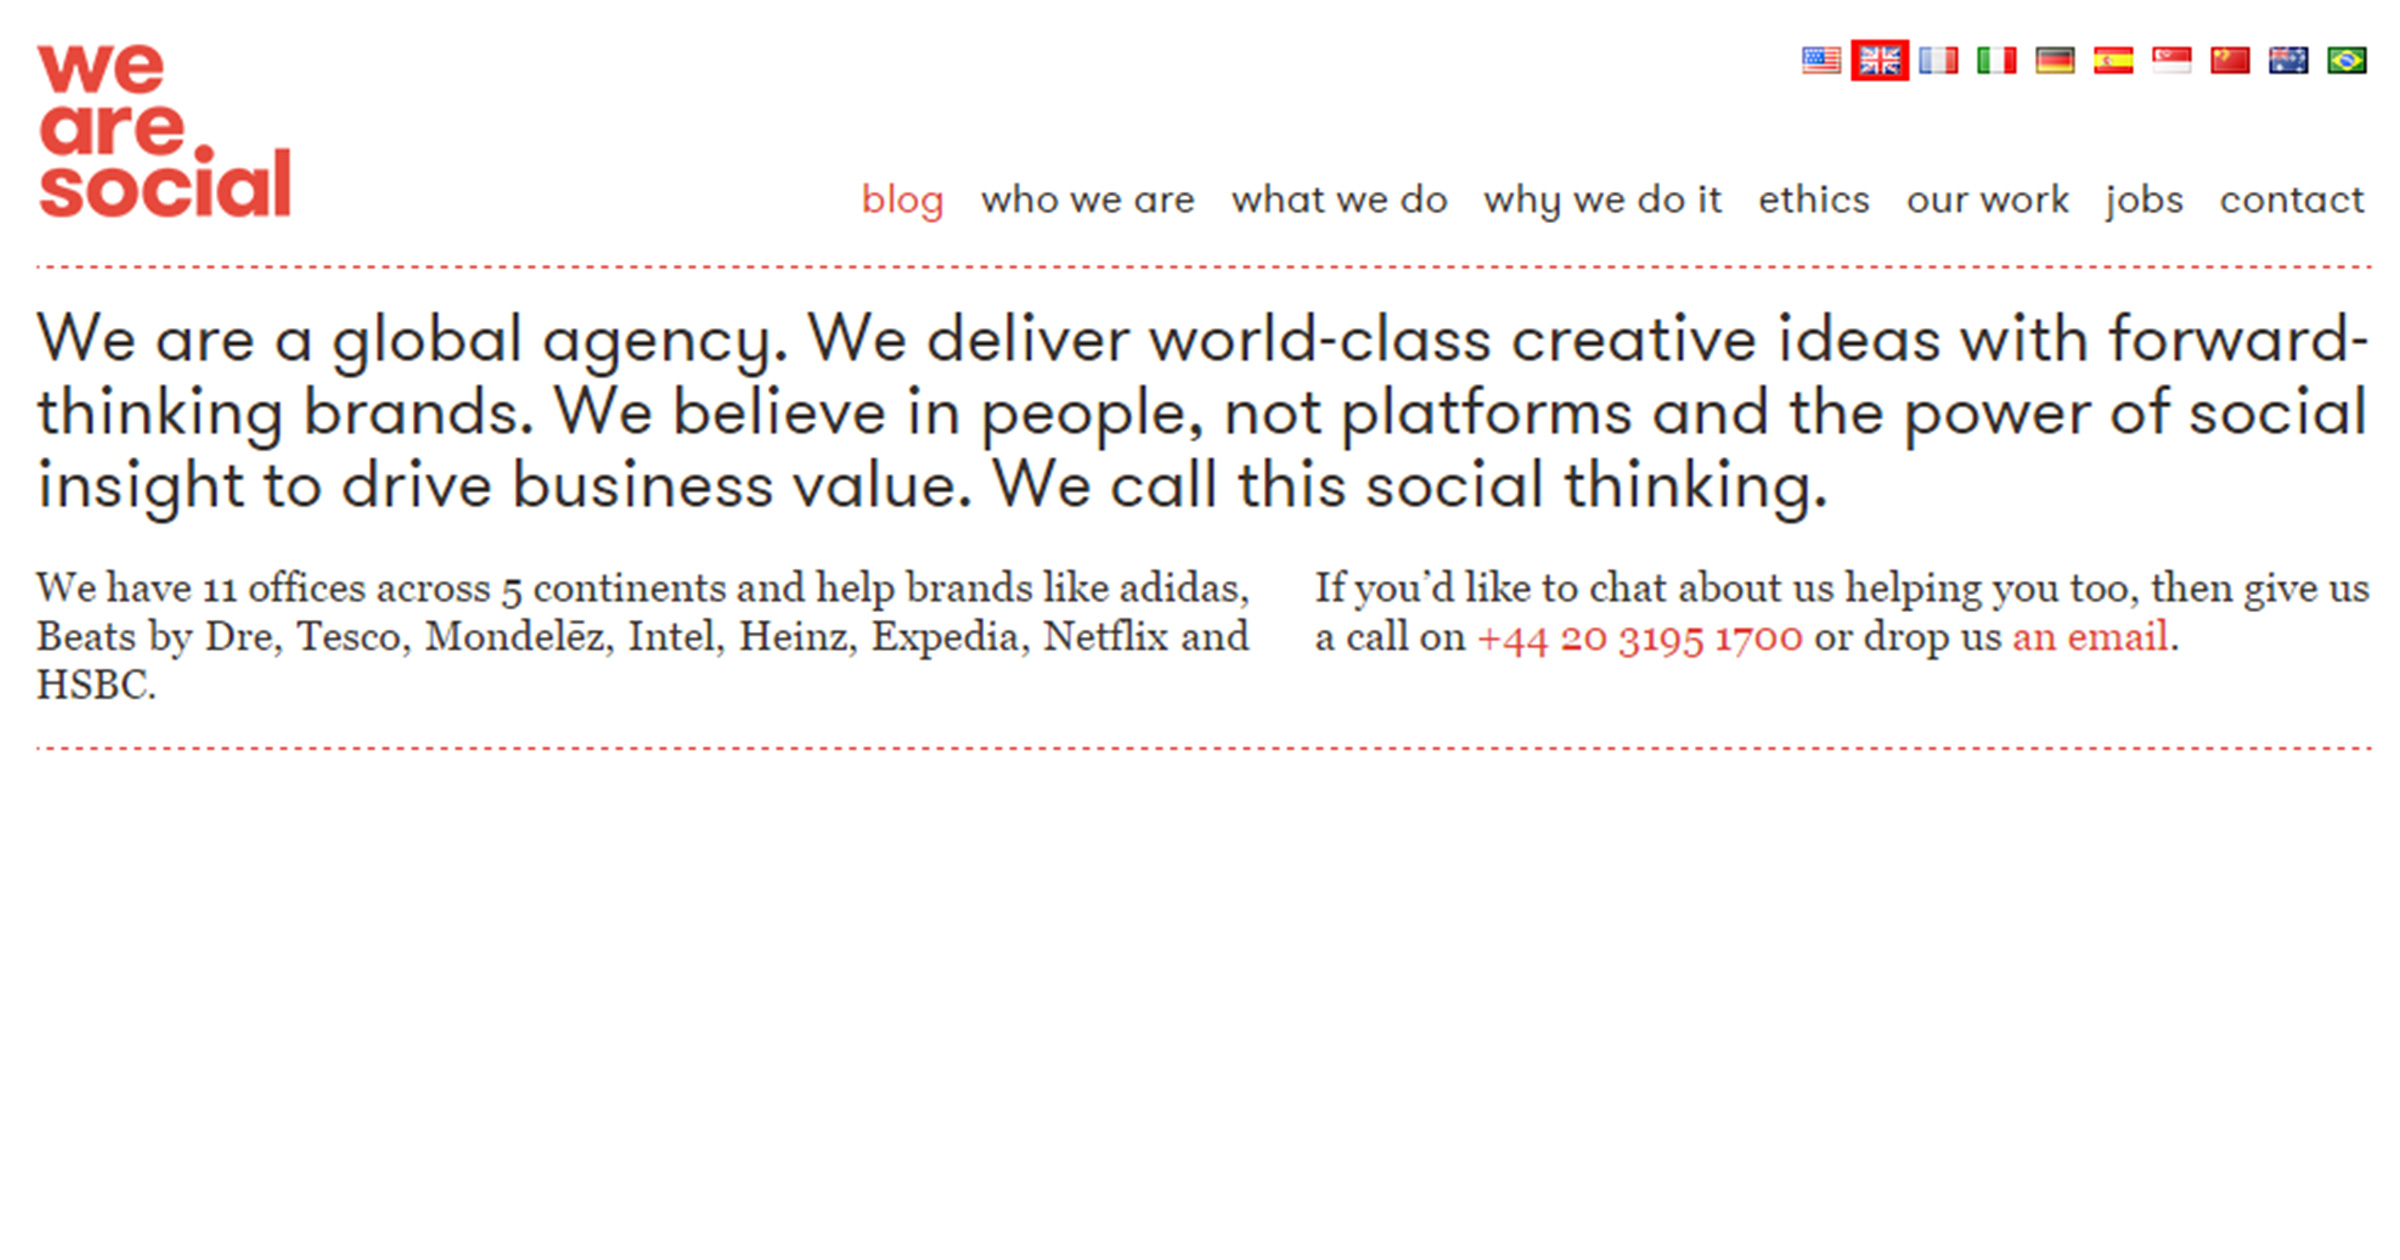 we
are
social
blog who we are what we do why we do it ethics our work jobs contact
We are a global agency. We deliver world-class creative ideas with forward-
thinking brands. We believe in people, not platforms and the power of social
insight to drive business value. We call this social thinking.
We have 11 offices across 5 continents and help brands like adidas,
Beats by Dre, Tesco, Mondelēz, Intel, Heinz, Expedia, Netflix and
HSBC.
If you'd like to chat about us helping you too, then give us
a call on +44 20 3195 1700 or drop us an email.